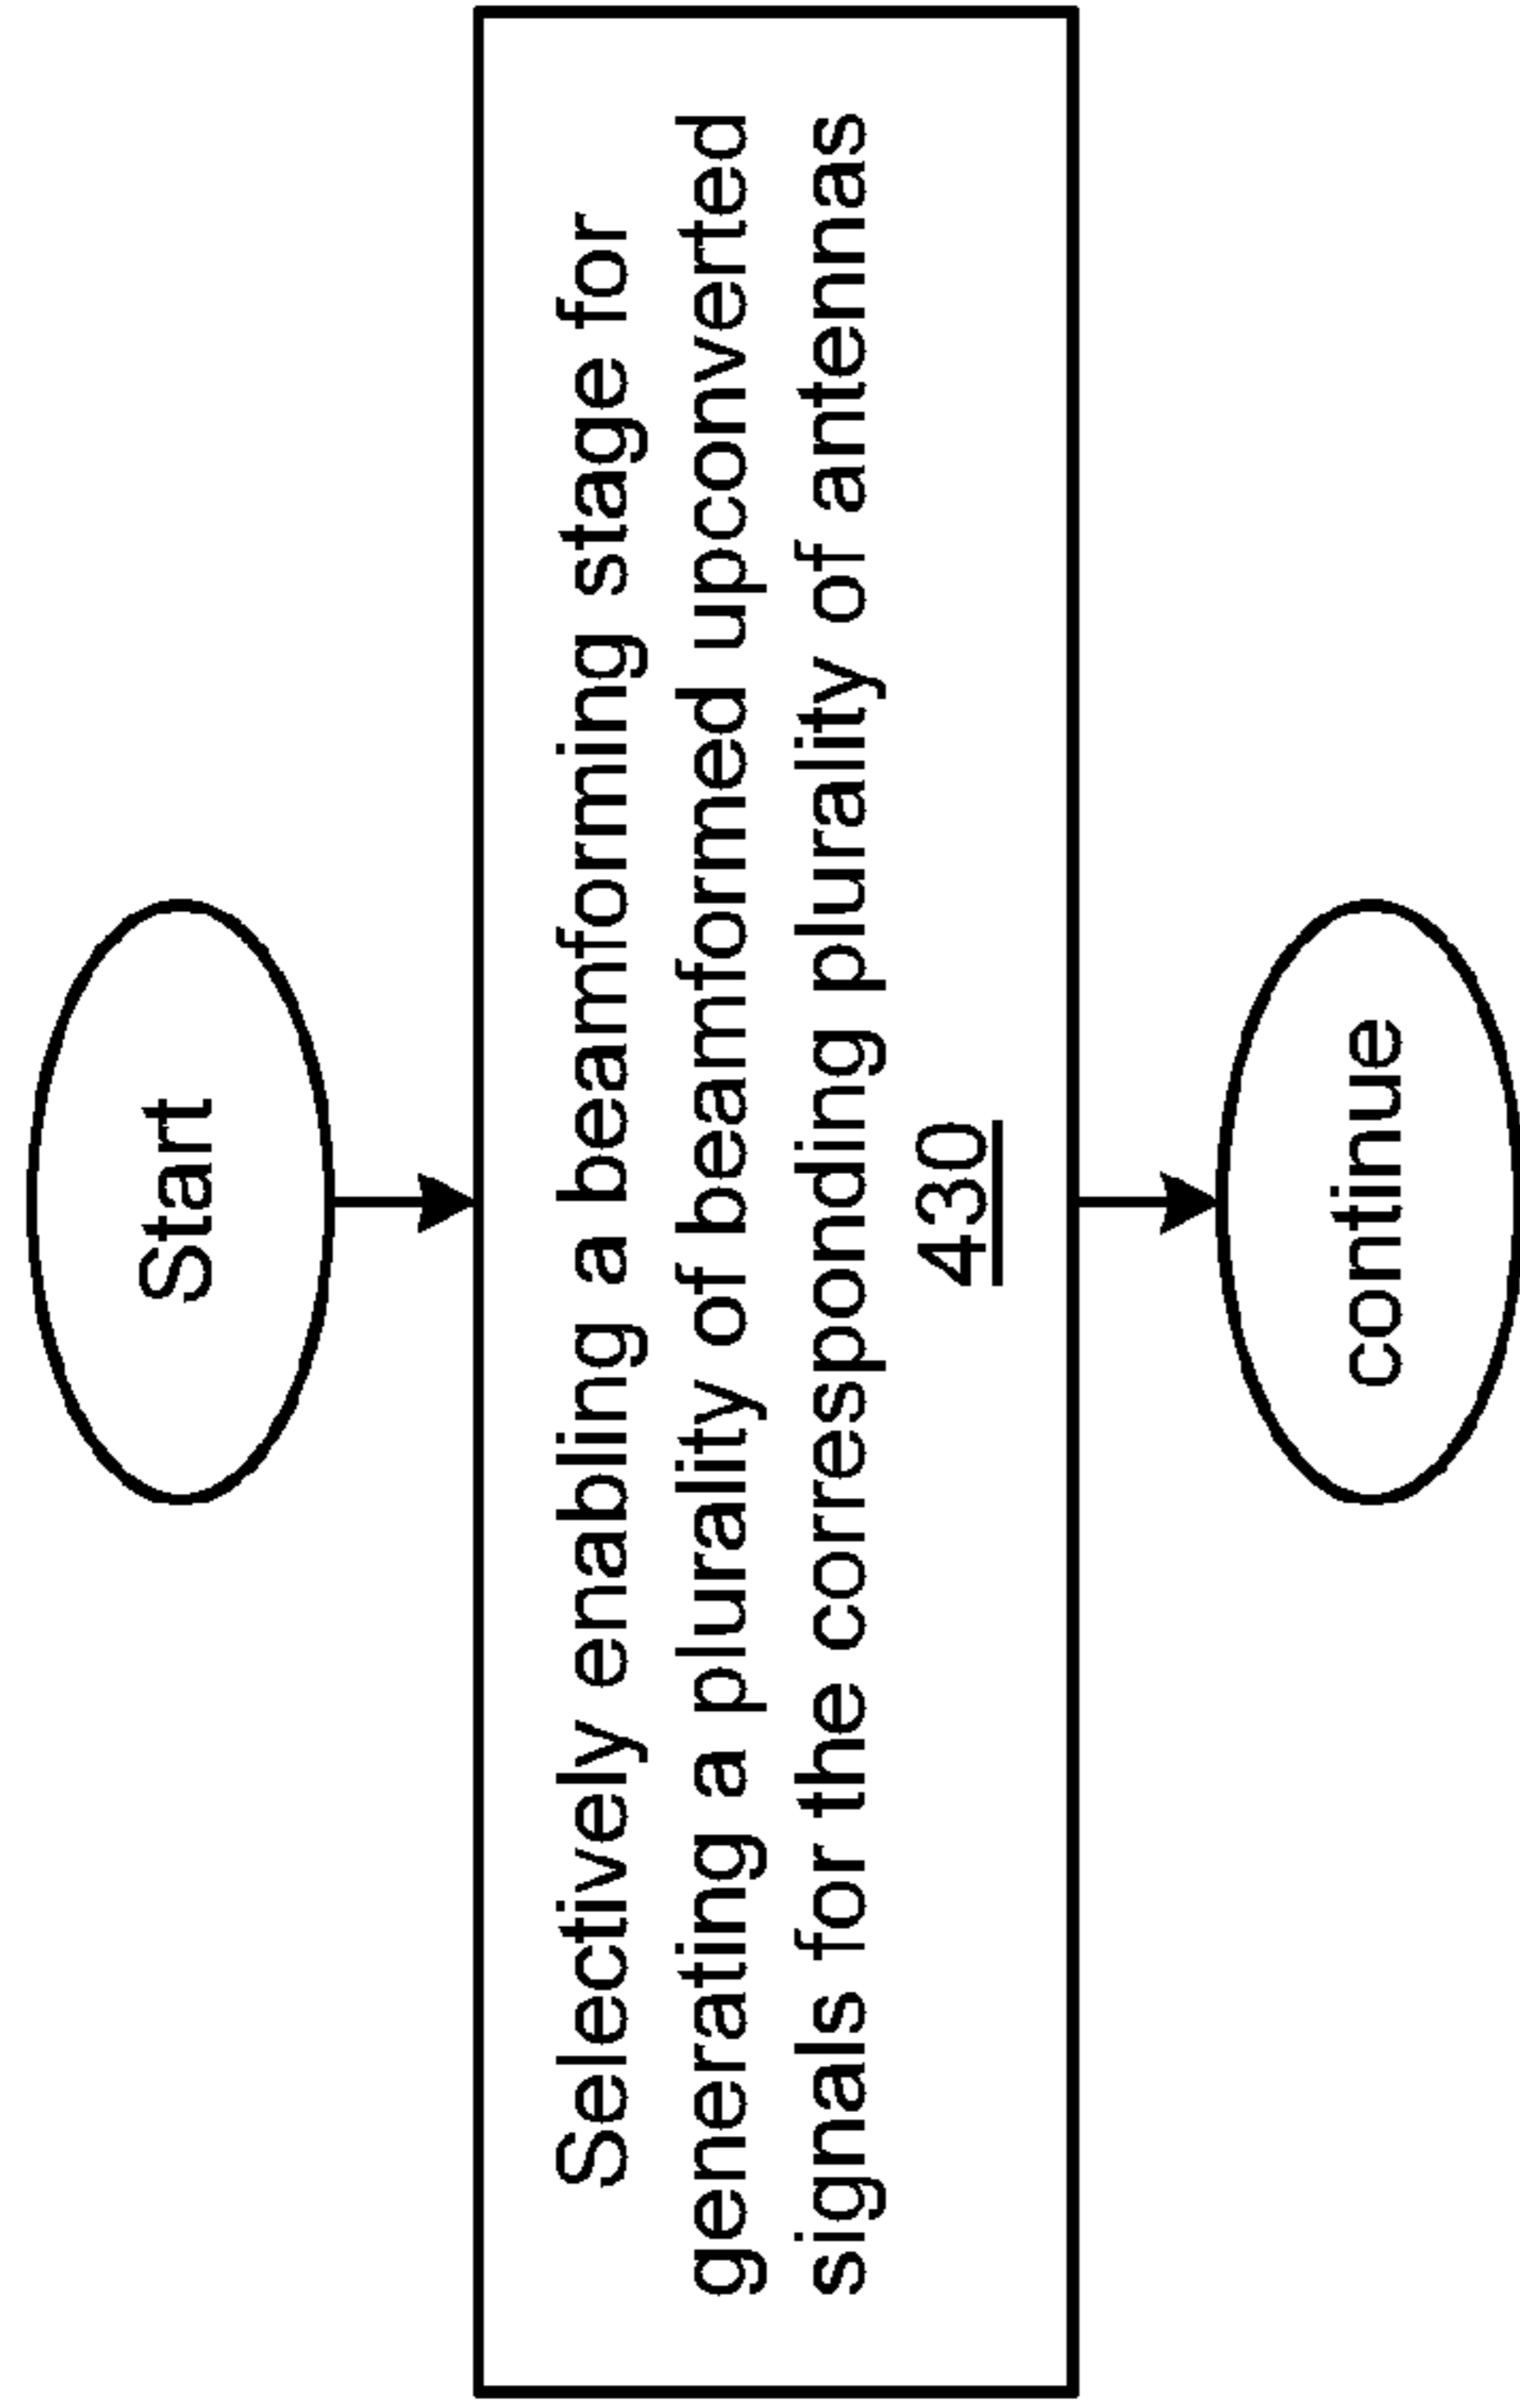 Start
Selectively enabling a beamforming stage for
generating a plurality of beamformed upconverted
signals for the corresponding plurality of antennas
430
continue